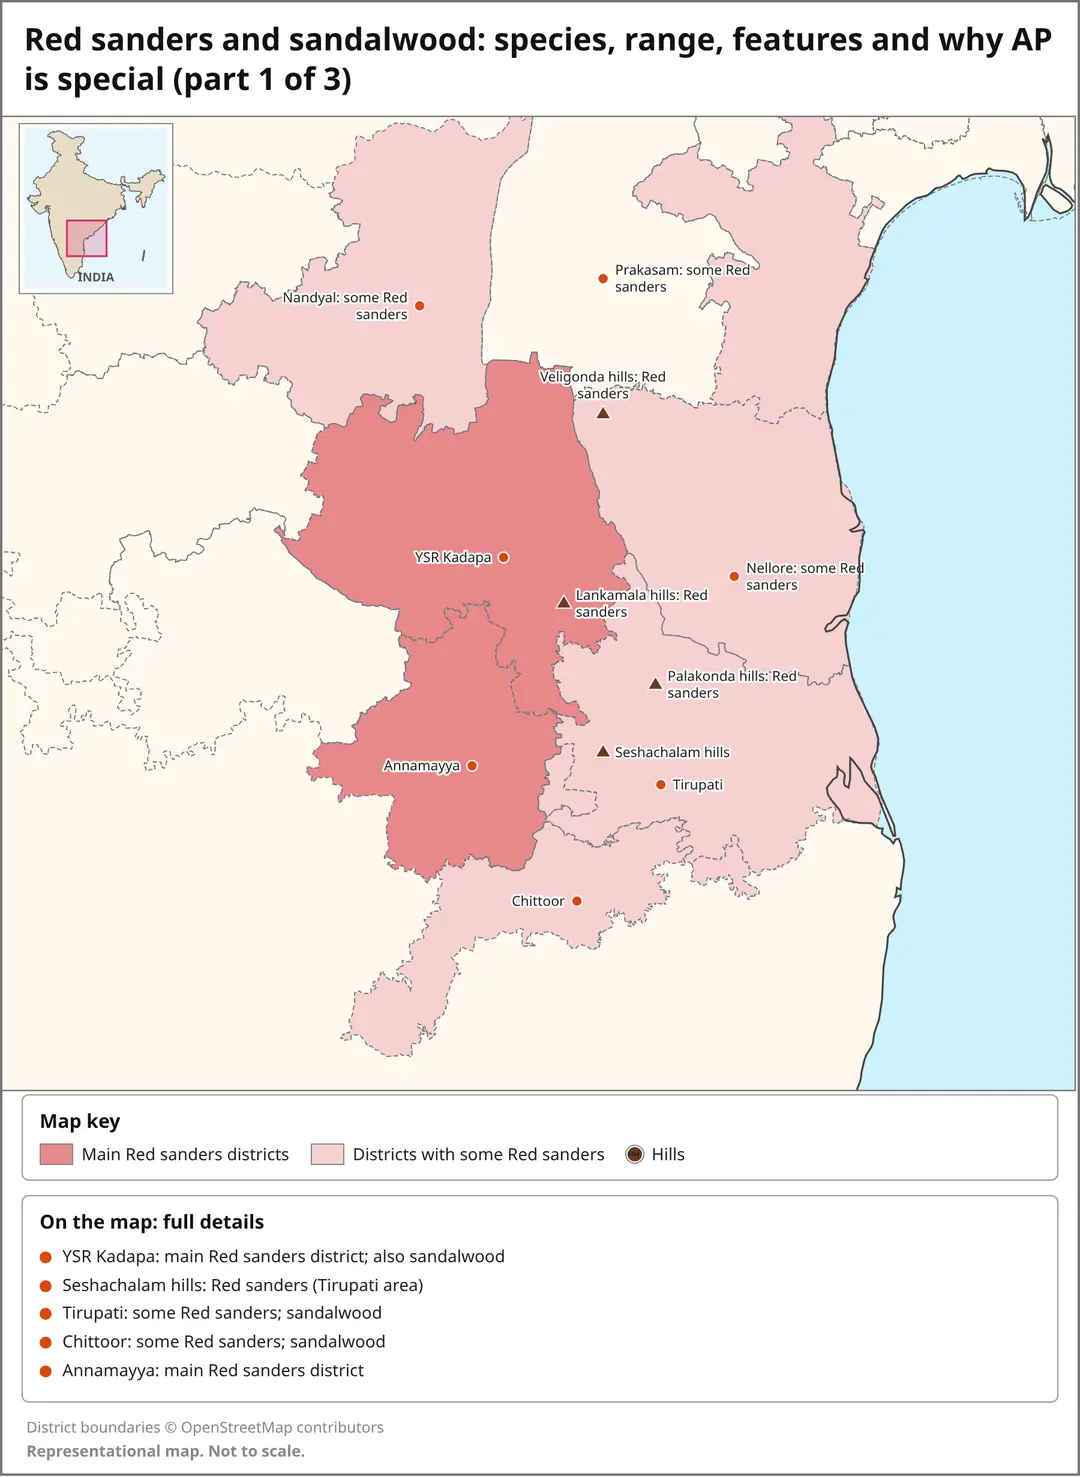 Red sanders and sandalwood: species, range, features and why AP
is special (part 1 of 3)
INDIA
Prakasam: some Red
sanders
Nandyal: some Red
sanders
Veligonda hills: Red
sanders
YSR Kadapa
Nellore: some Red
sanders
Lankamala hills: Red
sanders
Palakonda hills: Red
sanders
Seshachalam hills
Annamayya
Tirupati
Chittoor
Map key
Main Red sanders districts
Districts with some Red sanders
Hills
On the map: full details
YSR Kadapa: main Red sanders district; also sandalwood
Seshachalam hills: Red sanders (Tirupati area)
Tirupati: some Red sanders; sandalwood
Chittoor: some Red sanders; sandalwood
Annamayya: main Red sanders district
District boundaries © OpenStreetMap contributors
Representational map. Not to scale.